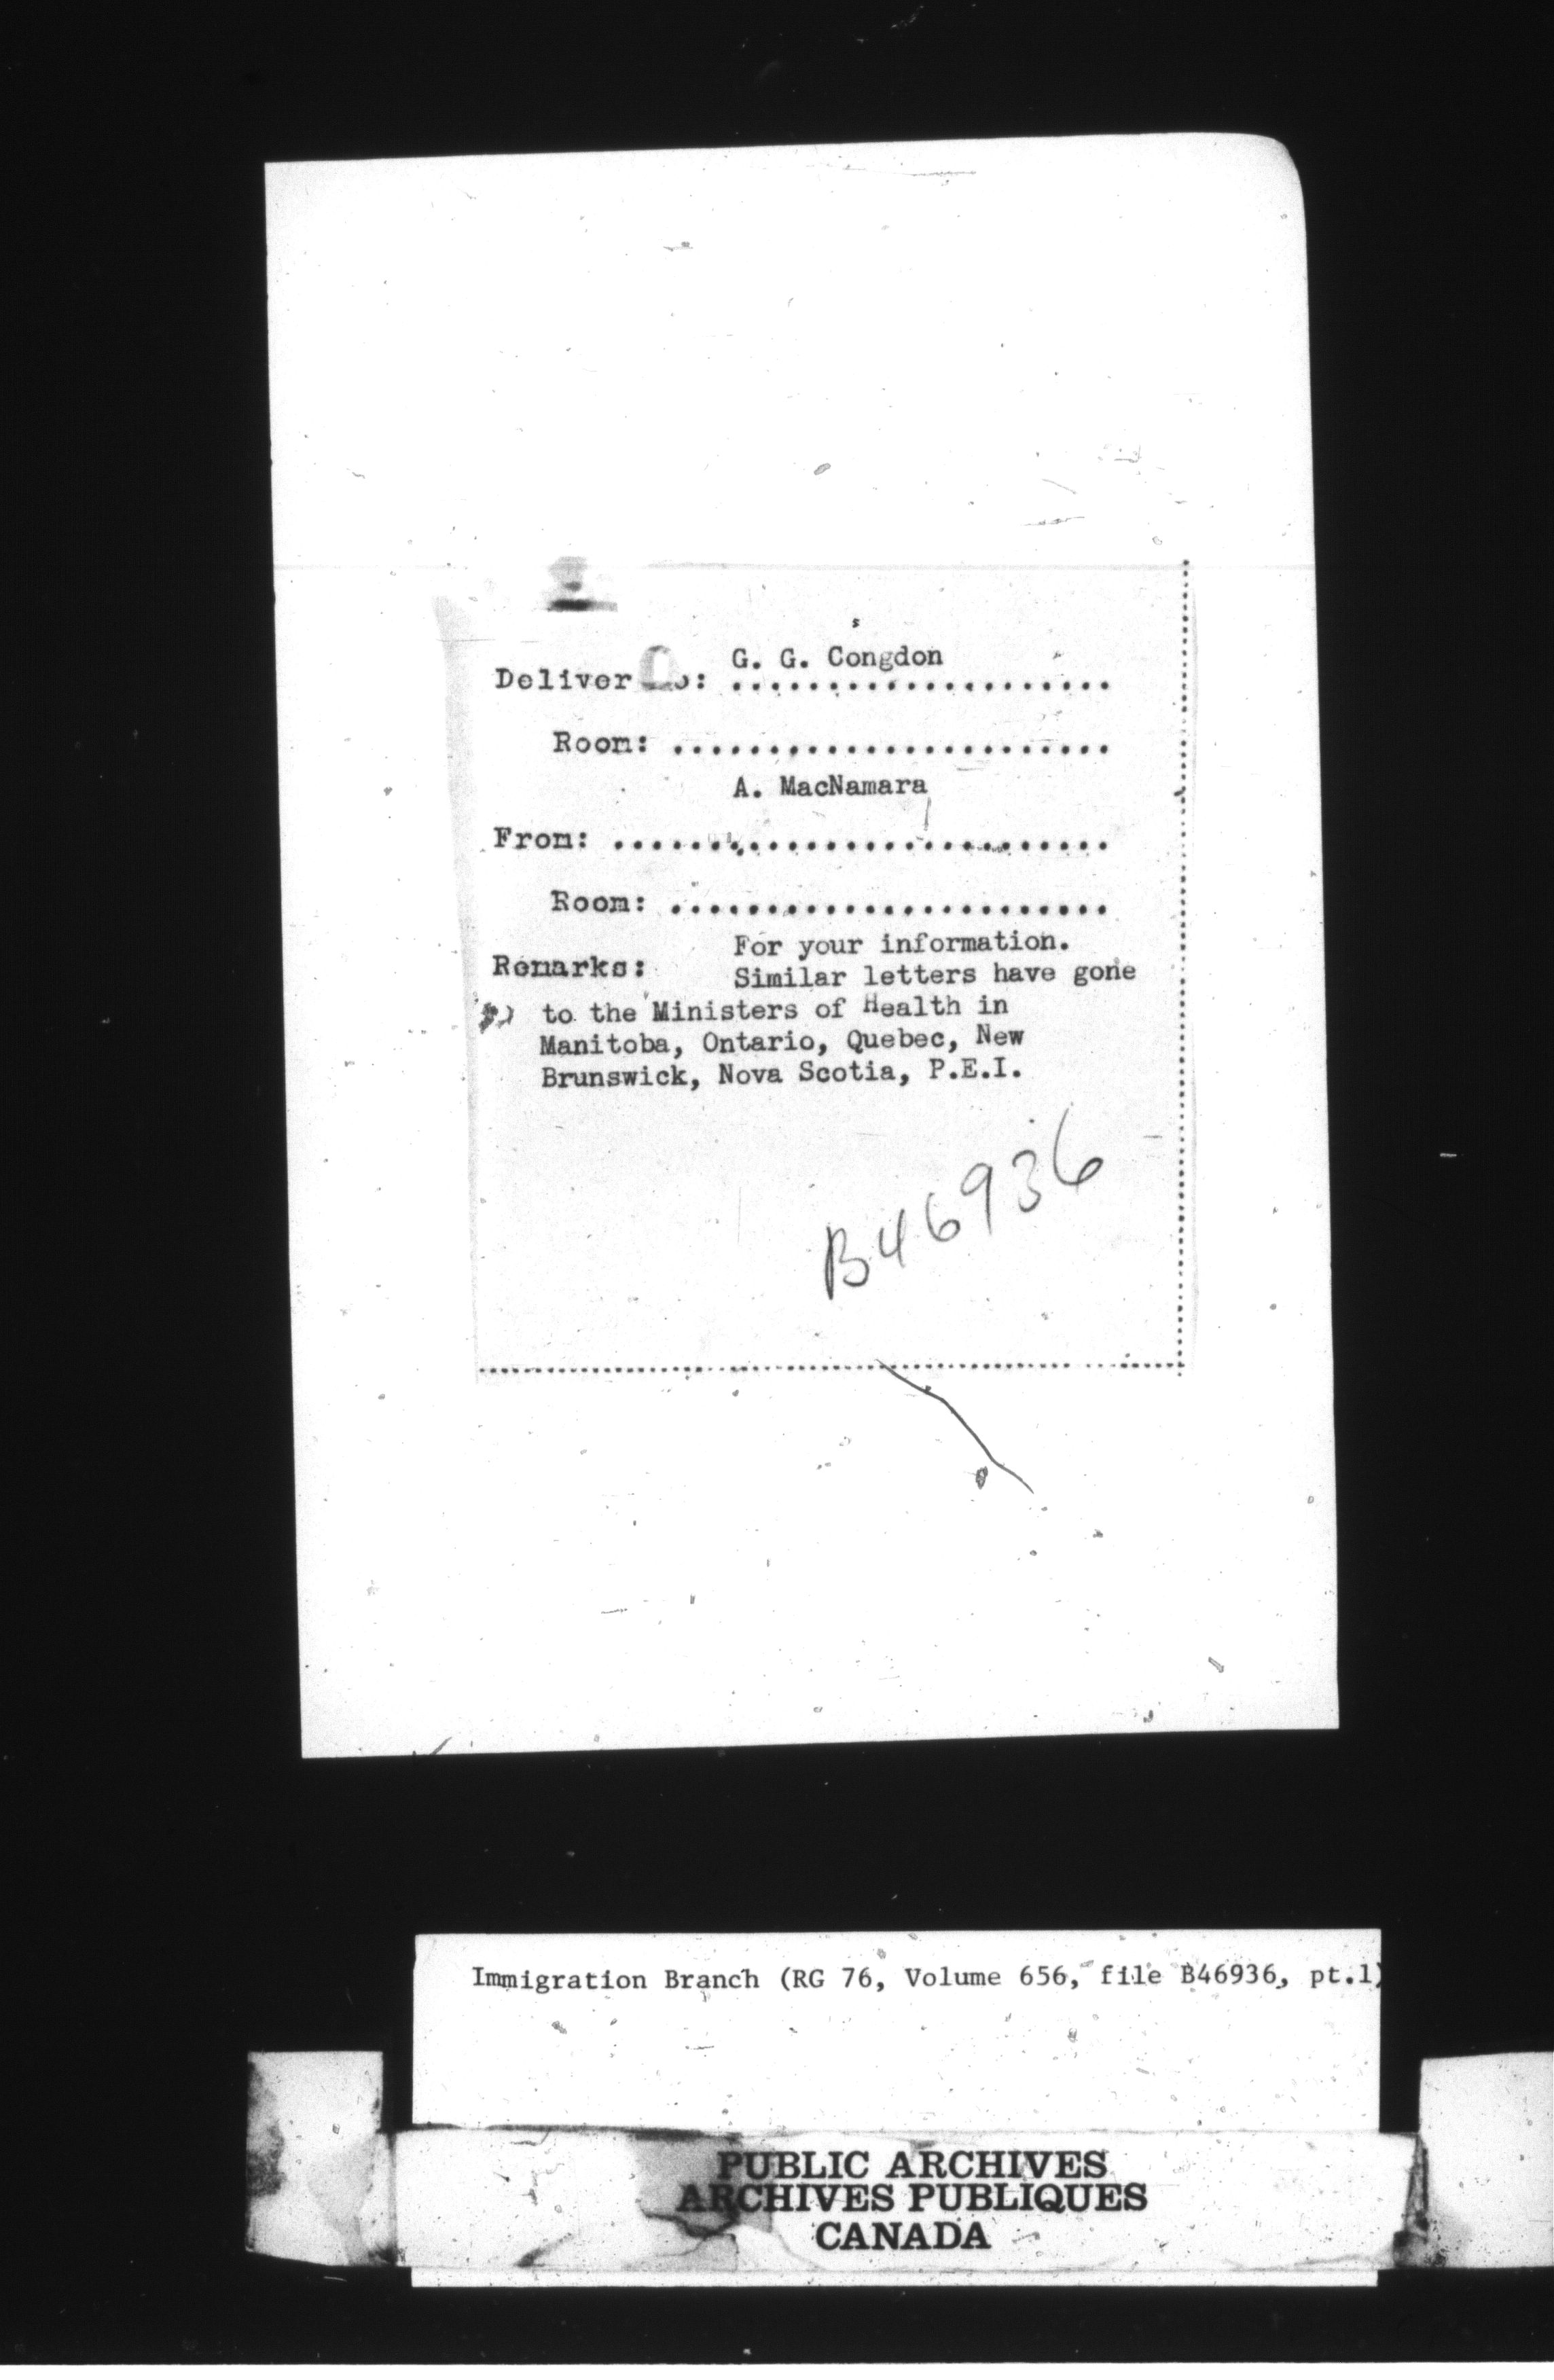 G. G. Congdon
Deliver to: ....................
Room: .......................
A. MacNamara
From: ..........................
Room: .......................
For your information.
Remarks: Similar letters have gone
to the Ministers of Health in
Manitoba, Ontario, Quebec, New
Brunswick, Nova Scotia, P.E.I.
B46936
Immigration Branch (RG 76, Volume 656, file B46936, pt.1)
PUBLIC ARCHIVES
ARCHIVES PUBLIQUES
CANADA